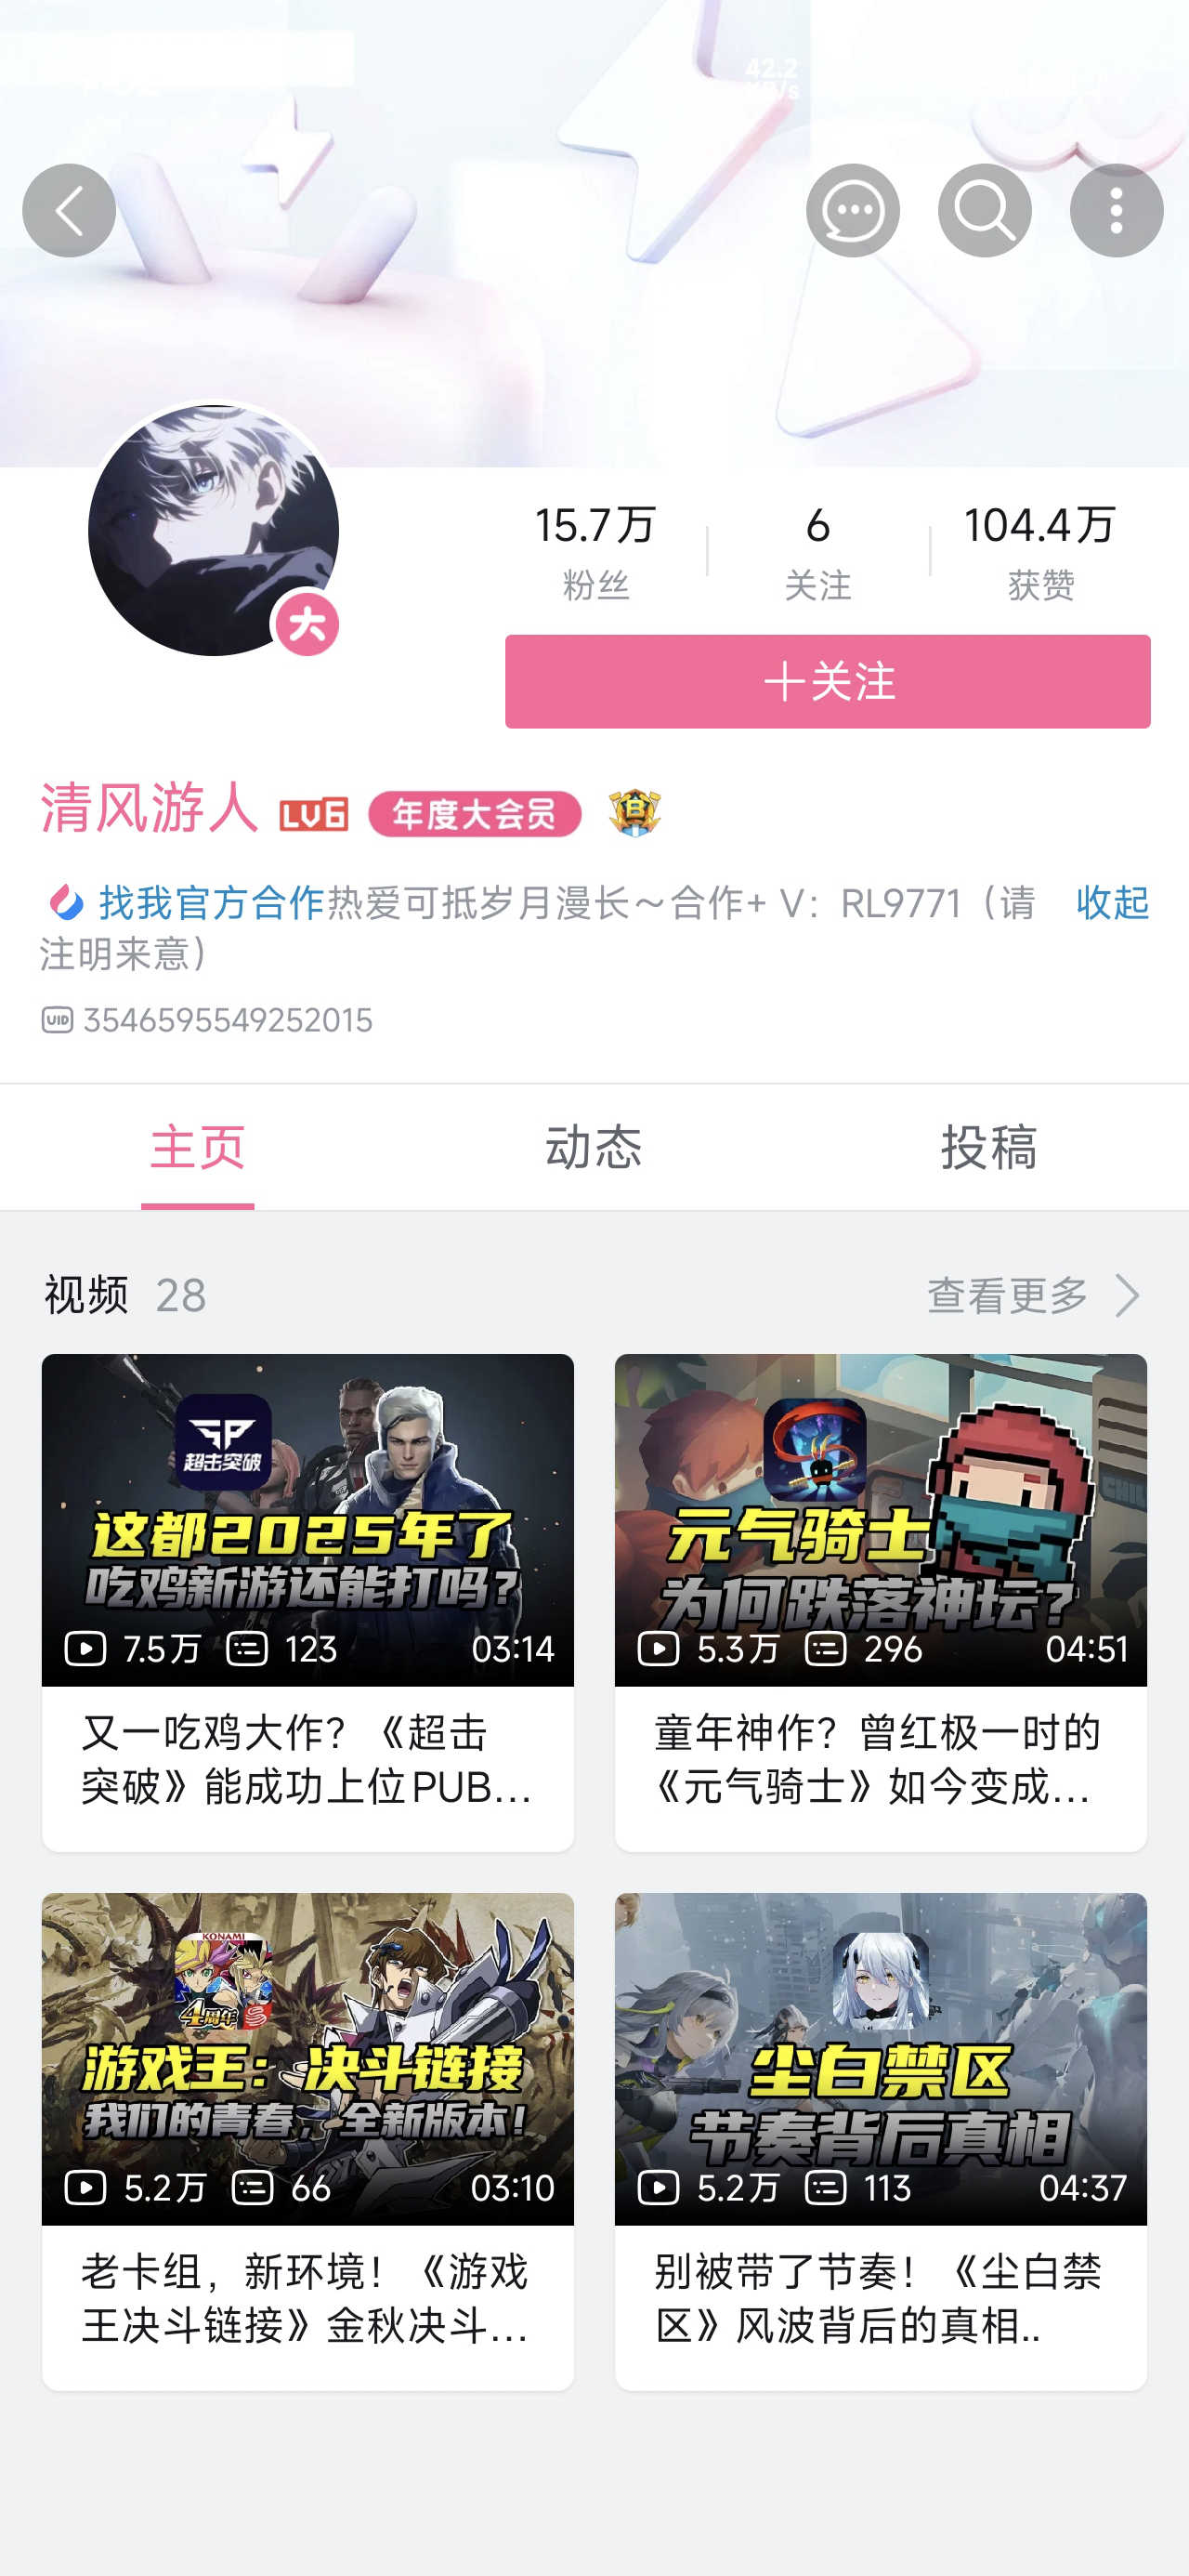 42.2
15.7万
6
104.4万
粉丝
关注
获赞
大
+关注
清风游人 LV6 年度大会员
找我官方合作热爱可抵岁月漫长～合作+ V：RL9771（请 收起
注明来意）
UID 3546595549252015
主页 动态 投稿
视频 28 查看更多
超击突破
这都2025年了
吃鸡新游还能打吗?
7.5万 123 03:14
又一吃鸡大作？《超击
突破》能成功上位PUB...
元气骑士
为何跌落神坛?
5.3万 296 04:51
童年神作？曾红极一时的
《元气骑士》如今变成...
KONAMI
4周年
游戏王：决斗链接
我们的青春，全新版本!
5.2万 66 03:10
老卡组，新环境！《游戏
王决斗链接》金秋决斗...
尘白禁区
节奏背后真相
5.2万 113 04:37
别被带了节奏！《尘白禁
区》风波背后的真相..